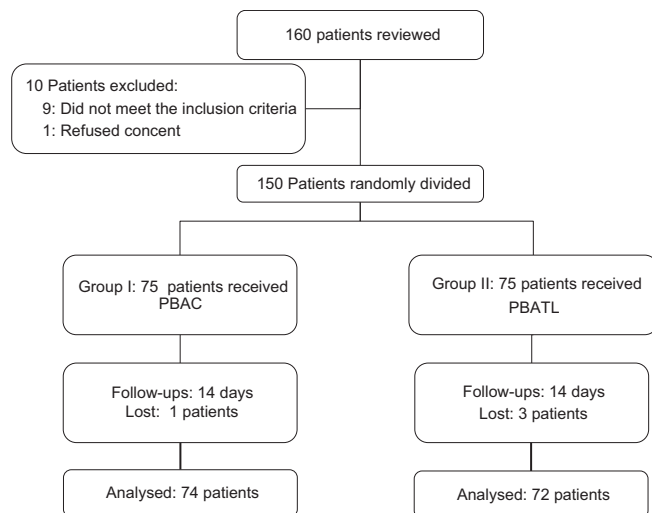 160 patients reviewed
10 Patients excluded:
9: Did not meet the inclusion criteria
1: Refused concent
150 Patients randomly divided
Group I: 75 patients received
PBAC
Group II: 75 patients received
PBATL
Follow-ups: 14 days
Lost: 1 patients
Follow-ups: 14 days
Lost: 3 patients
Analysed: 74 patients
Analysed: 72 patients